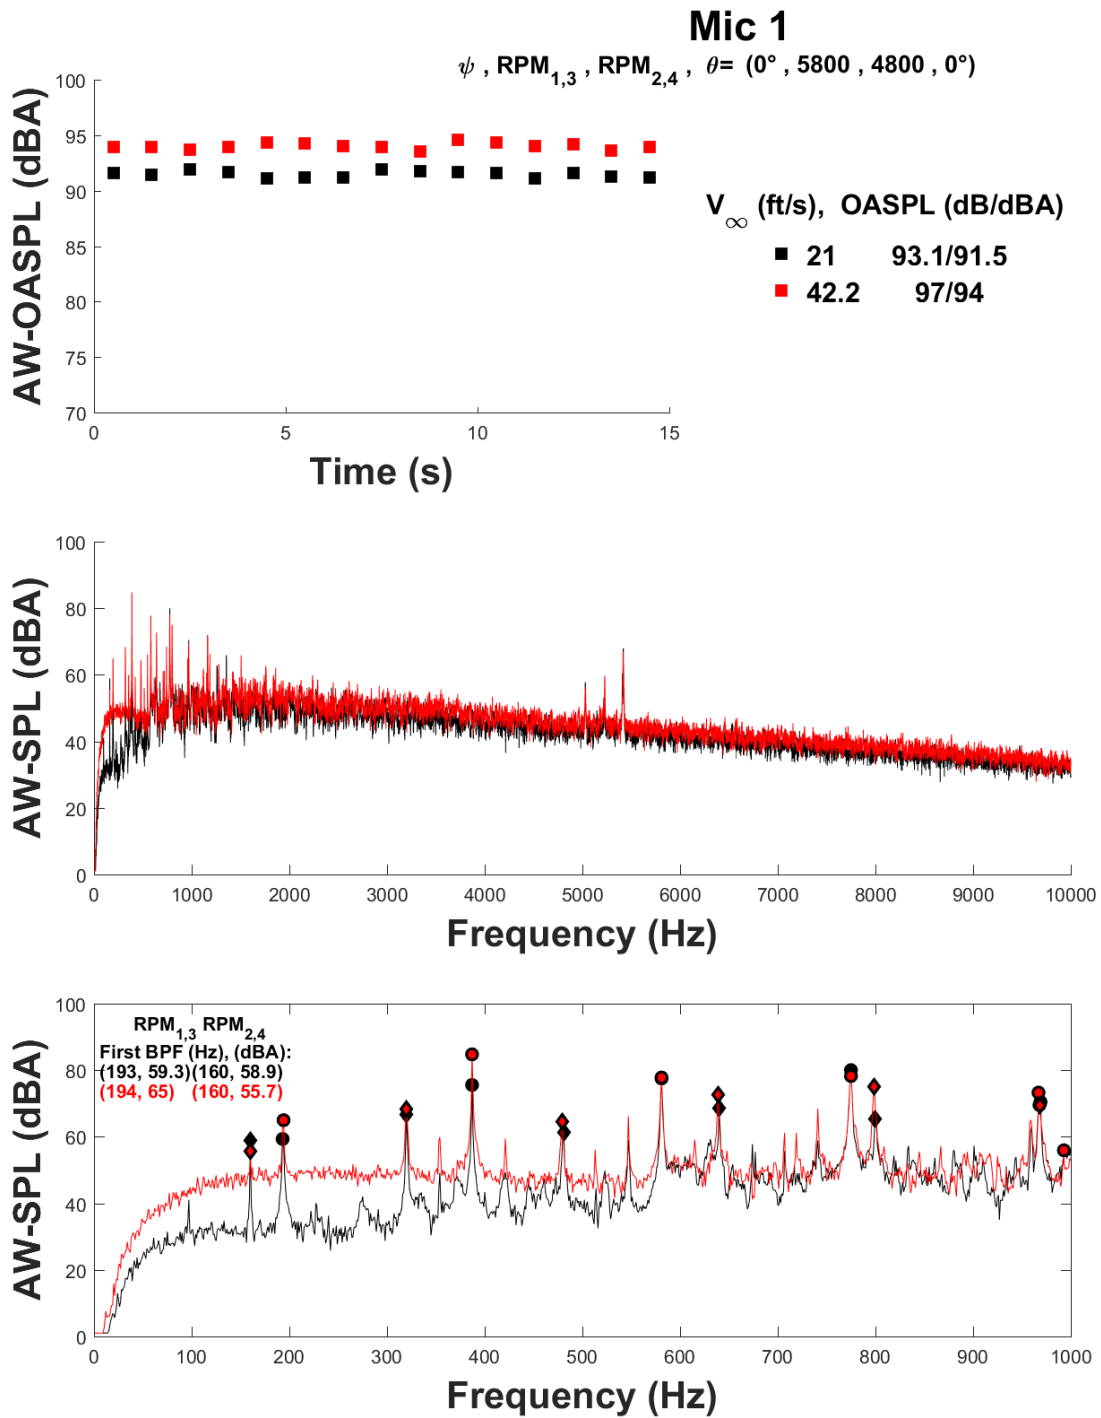 Mic 1
ψ , RPM1,3 , RPM2,4 , θ= (0° , 5800 , 4800 , 0°)
100
95
90
85
80
75
70
0 5 10 15
AW-OASPL (dBA)
Time (s)
V∞ (ft/s), OASPL (dB/dBA)
21 93.1/91.5
42.2 97/94
100
80
60
40
20
0
0 1000 2000 3000 4000 5000 6000 7000 8000 9000 10000
AW-SPL (dBA)
Frequency (Hz)
100
80
60
40
20
0
RPM1,3 RPM2,4
First BPF (Hz), (dBA):
(193, 59.3)(160, 58.9)
(194, 65) (160, 55.7)
0 100 200 300 400 500 600 700 800 900 1000
AW-SPL (dBA)
Frequency (Hz)